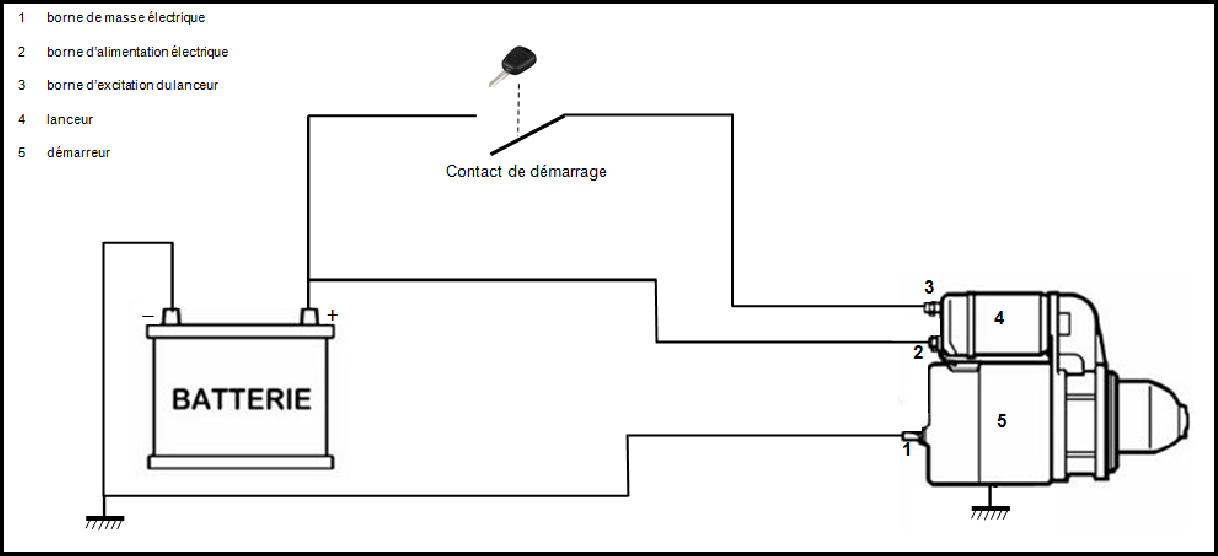 1 borne de masse électrique
2 borne d'alimentation électrique
3 borne d'excitation du lanceur
4 lanceur
5 démarreur
Contact de démarrage
3
4
– +
2
BATTERIE
5
1